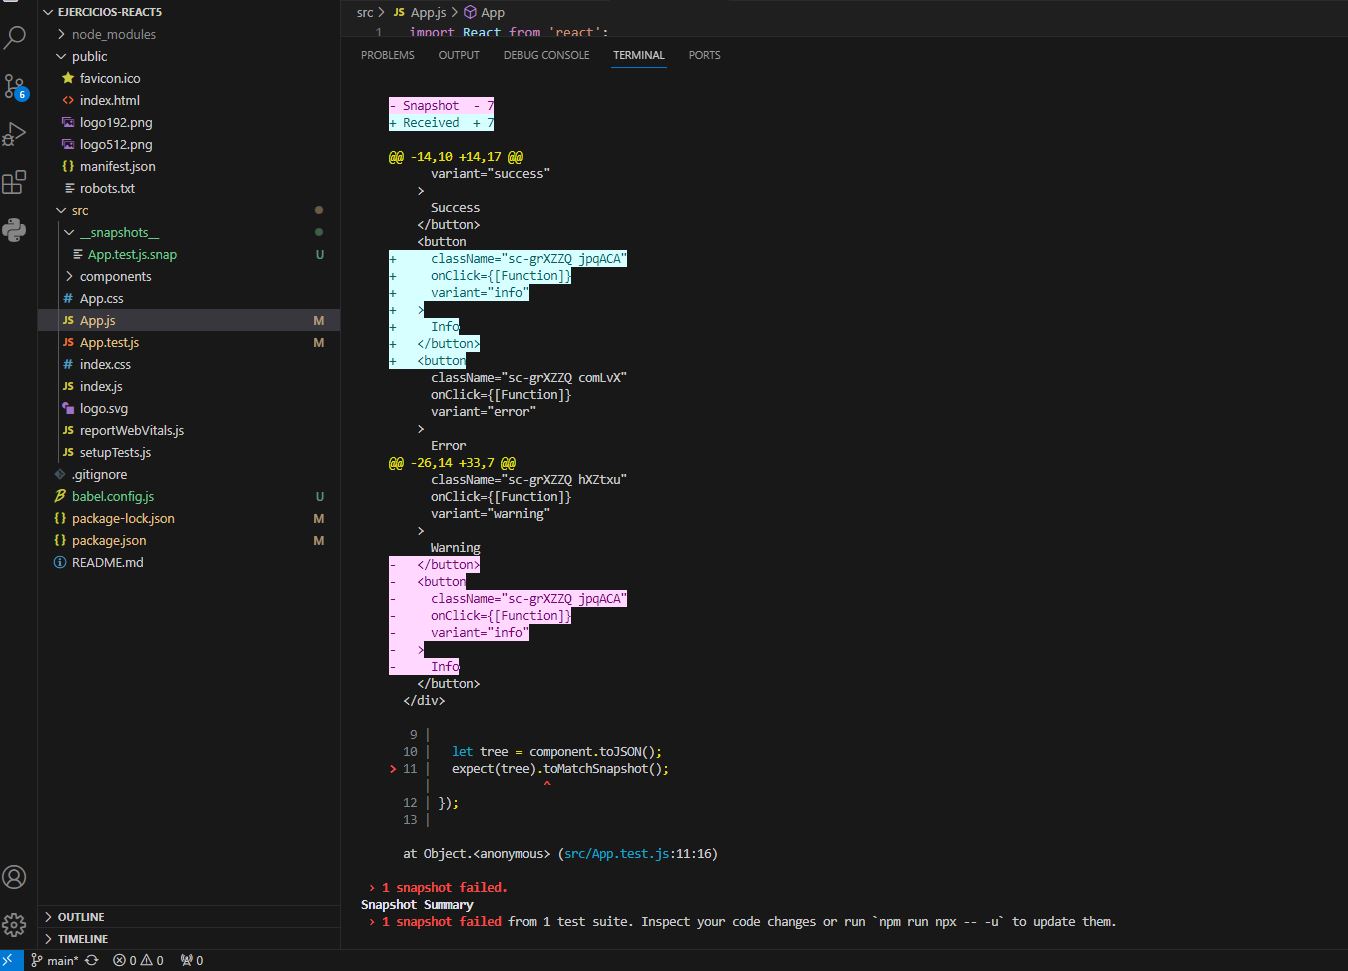 EJERCICIOS-REACT5
node_modules
public
favicon.ico
index.html
logo192.png
logo512.png
manifest.json
robots.txt
src
__snapshots__
App.test.js.snap U
components
App.css
App.js M
App.test.js M
index.css
index.js
logo.svg
reportWebVitals.js
setupTests.js
.gitignore
babel.config.js U
package-lock.json M
package.json M
README.md
OUTLINE
TIMELINE
6
src > JS App.js > App
1 import React from 'react';
PROBLEMS OUTPUT DEBUG CONSOLE TERMINAL PORTS
- Snapshot - 7
+ Received + 7
@@ -14,10 +14,17 @@
variant="success"
>
Success
</button>
<button
+ className="sc-grXZZQ jpqACA"
+ onClick={[Function]}
+ variant="info"
+ >
+ Info
+ </button>
+ <button
className="sc-grXZZQ comLvX"
onClick={[Function]}
variant="error"
>
Error
@@ -26,14 +33,7 @@
className="sc-grXZZQ hXZtxu"
onClick={[Function]}
variant="warning"
>
Warning
- </button>
- <button
- className="sc-grXZZQ jpqACA"
- onClick={[Function]}
- variant="info"
- >
- Info
</button>
</div>
9 |
10 | let tree = component.toJSON();
> 11 | expect(tree).toMatchSnapshot();
| ^
12 | });
13 |
at Object.<anonymous> (src/App.test.js:11:16)
› 1 snapshot failed.
Snapshot Summary
› 1 snapshot failed from 1 test suite. Inspect your code changes or run `npm run npx -- -u` to update them.
main* 0 0 0